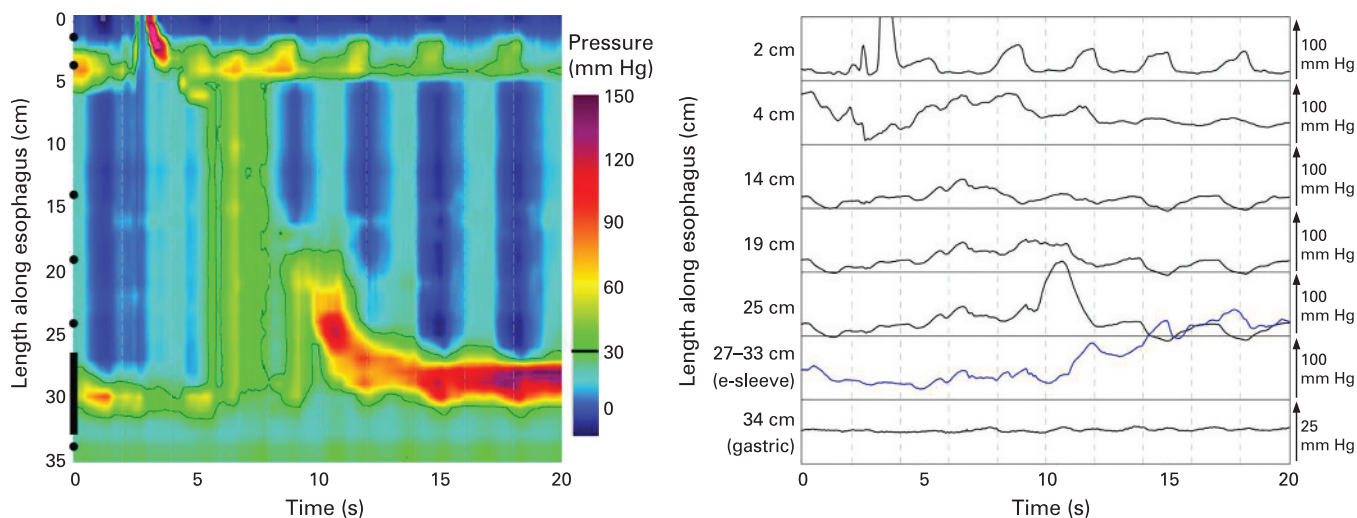 Length along esophagus (cm)
0
5
10
15
20
25
30
35
0
5
10
15
20
Time (s)
Pressure
(mm Hg)
150
120
90
60
30
0
Length along esophagus (cm)
2 cm
4 cm
14 cm
19 cm
25 cm
27–33 cm
(e-sleeve)
34 cm
(gastric)
100
mm Hg
100
mm Hg
100
mm Hg
100
mm Hg
100
mm Hg
100
mm Hg
25
mm Hg
0
5
10
15
20
Time (s)